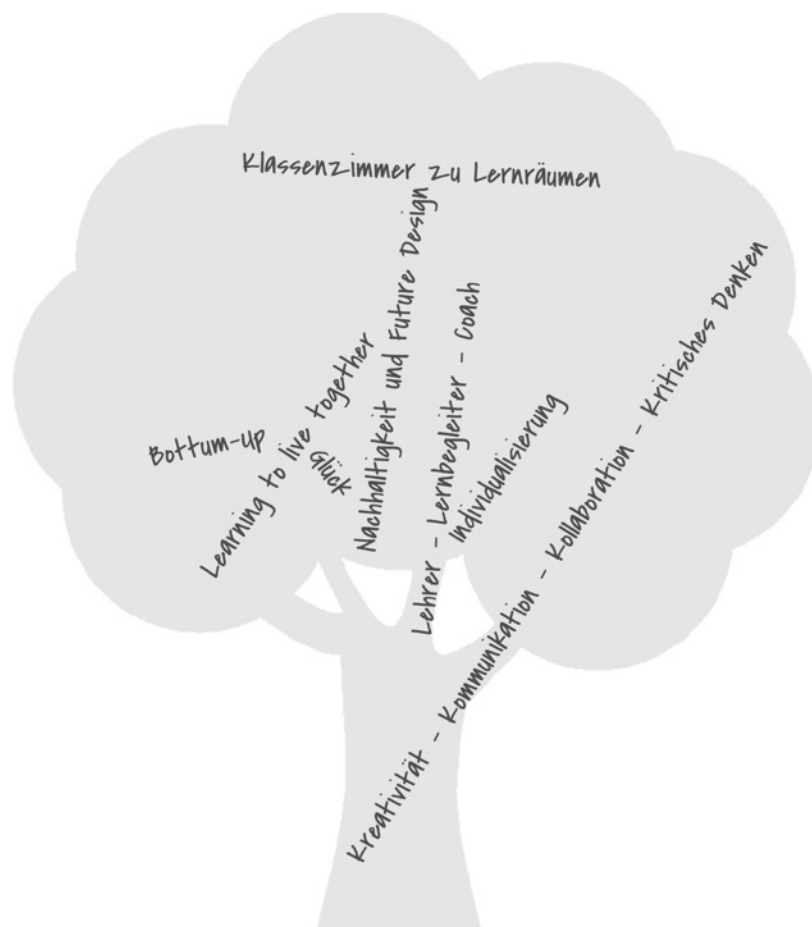 Klassenzimmer zu Lernräumen
Nachhaltigkeit und Future Design
Learning to live together
Bottum-up
Glück
Lehrer - Lernbegleiter - Coach
Individualisierung
Kreativität - Kommunikation - Kollaboration - Kritisches Denken